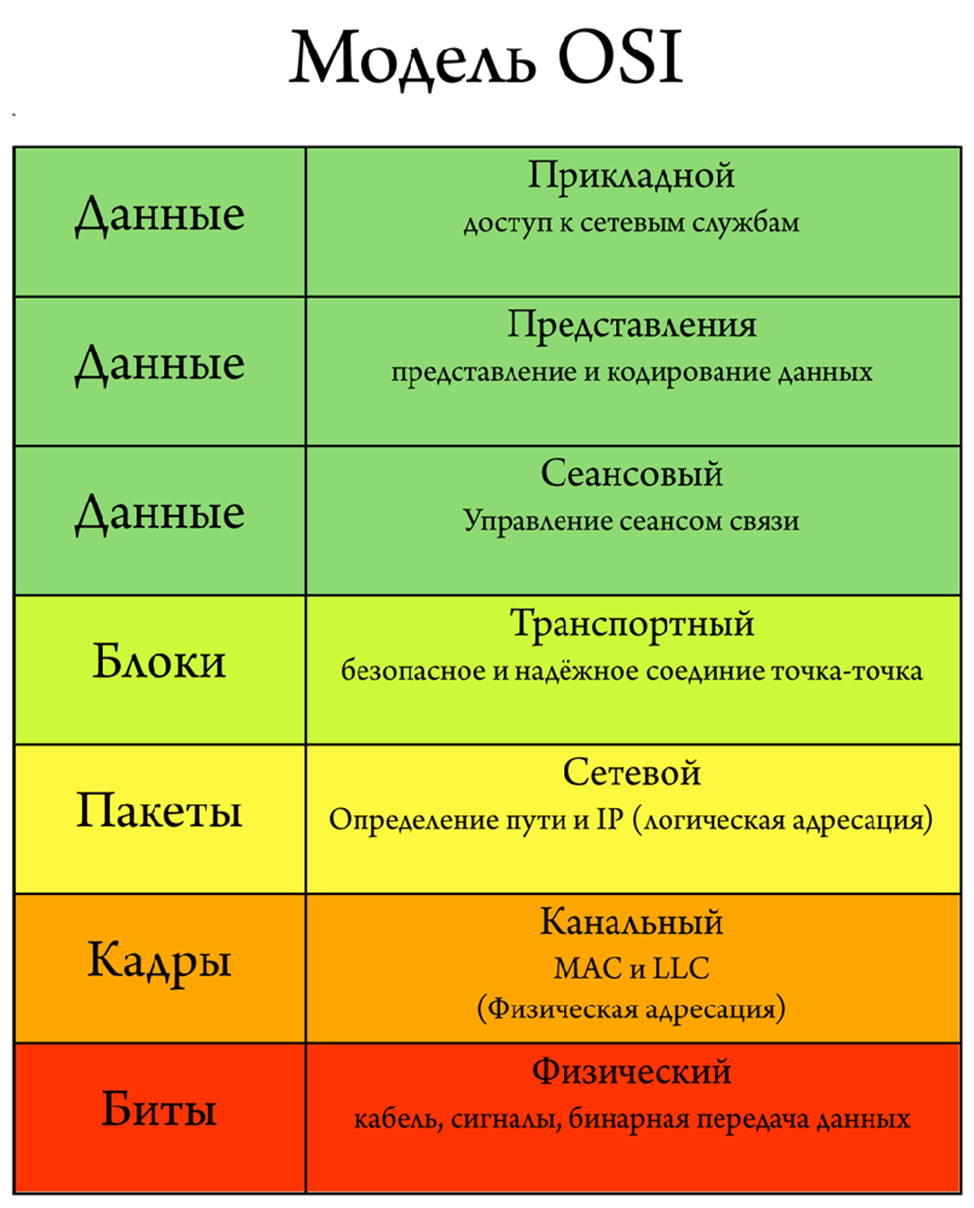 Модель OSI
Данные
Прикладной
доступ к сетевым службам
Данные
Представления
представление и кодирование данных
Данные
Сеансовый
Управление сеансом связи
Блоки
Транспортный
безопасное и надёжное соединие точка-точка
Пакеты
Сетевой
Определение пути и IP (логическая адресация)
Кадры
Канальный
MAC и LLC
(Физическая адресация)
Биты
Физический
кабель, сигналы, бинарная передача данных